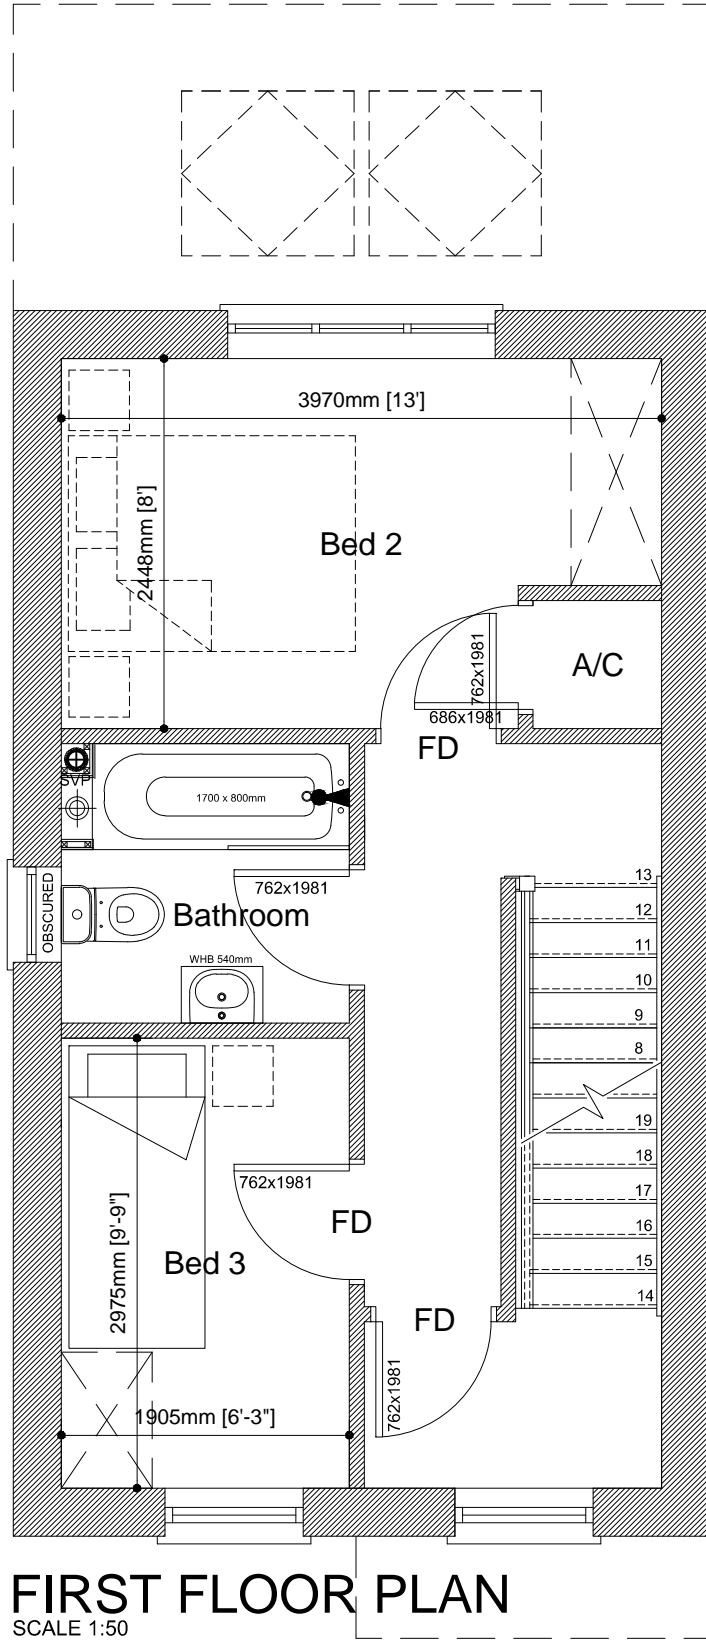 3970mm [13']
2448mm [8']
Bed 2
762x1981
A/C
686x1981
FD
SVP
1700 x 800mm
762x1981
OBSCURED
Bathroom
WHB 540mm
13
12
11
10
9
8
19
18
17
16
15
14
762x1981
FD
2975mm [9'-9"]
Bed 3
FD
762x1981
1905mm [6'-3"]
FIRST FLOOR PLAN
SCALE 1:50